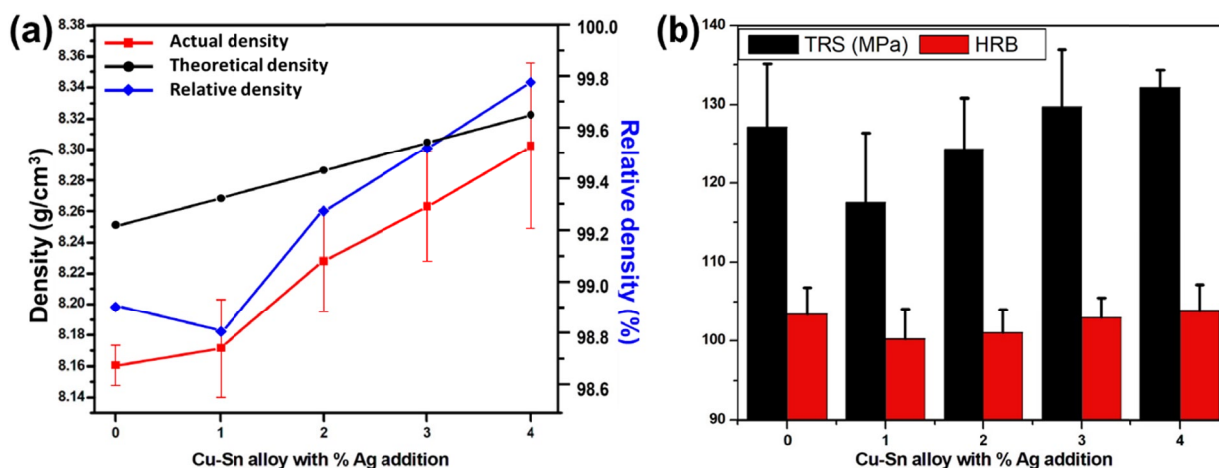 (a)
Actual density
Theoretical density
Relative density
Density (g/cm³)
8.38
8.36
8.34
8.32
8.30
8.28
8.26
8.24
8.22
8.20
8.18
8.16
8.14
0 1 2 3 4
Cu-Sn alloy with % Ag addition
100.0
99.8
99.6
99.4
99.2
99.0
98.8
98.6
Relative density (%)
(b)
TRS (MPa) HRB
140
130
120
110
100
90
0 1 2 3 4
Cu-Sn alloy with % Ag addition